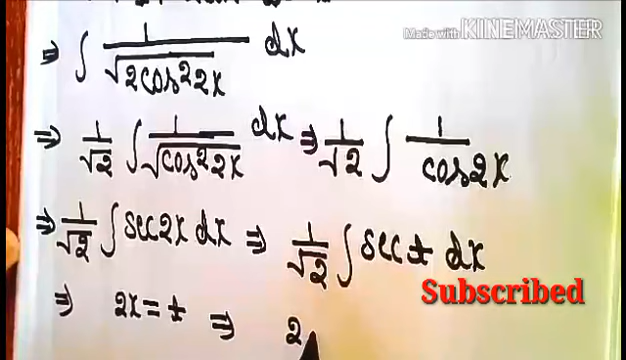 Made with KINEMASTER
⇒ ∫ 1/√(2cos²2x) dx
⇒ 1/√2 ∫ 1/√(cos²2x) dx ⇒ 1/√2 ∫ 1/cos2x
⇒ 1/√2 ∫ sec2x dx ⇒ 1/√2 ∫ sec t dx
Subscribed
⇒ 2x = t ⇒ 2